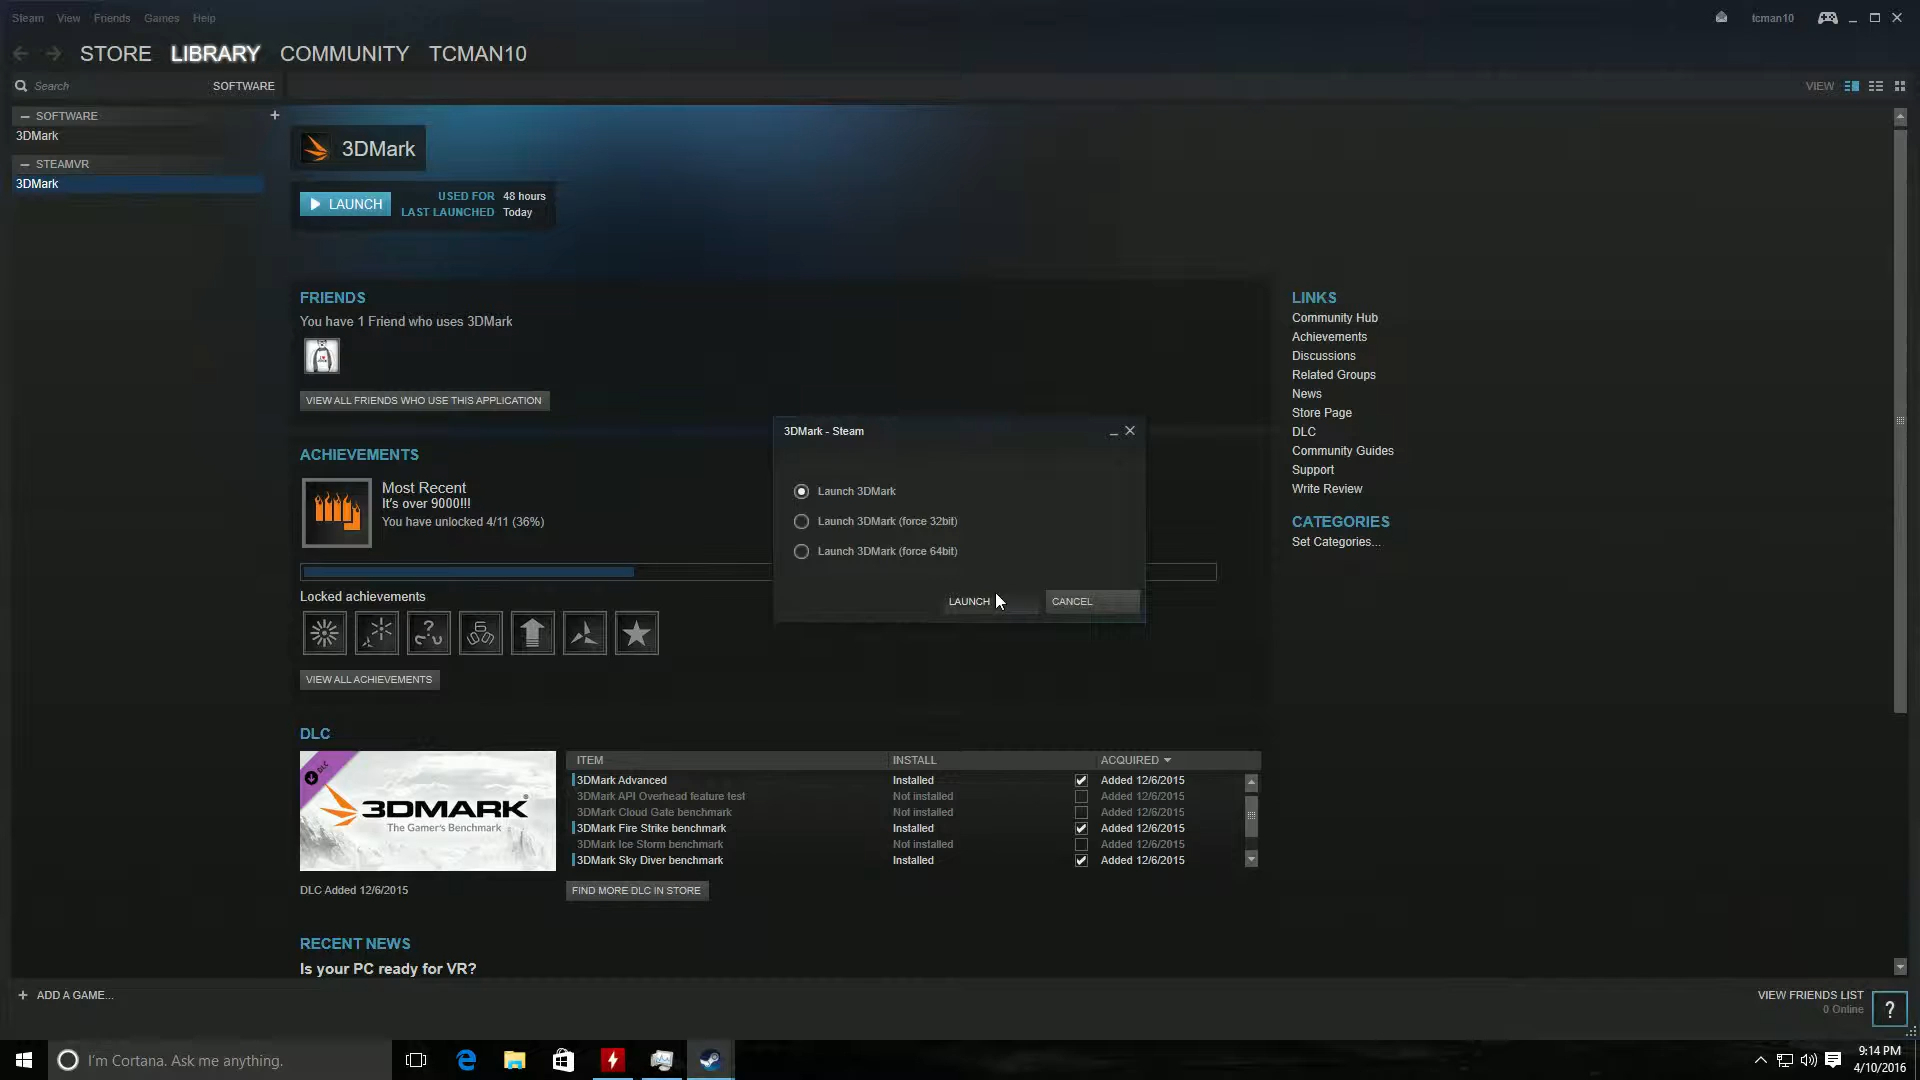 Steam View Friends Games Help
tcman10
STORE LIBRARY COMMUNITY TCMAN10
Search SOFTWARE
VIEW
— SOFTWARE +
3DMark
— STEAMVR
3DMark
3DMark
LAUNCH
USED FOR 48 hours
LAST LAUNCHED Today
FRIENDS
You have 1 Friend who uses 3DMark
VIEW ALL FRIENDS WHO USE THIS APPLICATION
ACHIEVEMENTS
Most Recent
It's over 9000!!!
You have unlocked 4/11 (36%)
Locked achievements
VIEW ALL ACHIEVEMENTS
3DMark - Steam
Launch 3DMark
Launch 3DMark (force 32bit)
Launch 3DMark (force 64bit)
LAUNCH CANCEL
LINKS
Community Hub
Achievements
Discussions
Related Groups
News
Store Page
DLC
Community Guides
Support
Write Review
CATEGORIES
Set Categories...
DLC
DLC
3DMARK®
The Gamer's Benchmark
DLC Added 12/6/2015
ITEM INSTALL ACQUIRED
3DMark Advanced Installed Added 12/6/2015
3DMark API Overhead feature test Not installed Added 12/6/2015
3DMark Cloud Gate benchmark Not installed Added 12/6/2015
3DMark Fire Strike benchmark Installed Added 12/6/2015
3DMark Ice Storm benchmark Not installed Added 12/6/2015
3DMark Sky Diver benchmark Installed Added 12/6/2015
FIND MORE DLC IN STORE
RECENT NEWS
Is your PC ready for VR?
+ ADD A GAME...
VIEW FRIENDS LIST
0 Online
?
I'm Cortana. Ask me anything.
9:14 PM
4/10/2016